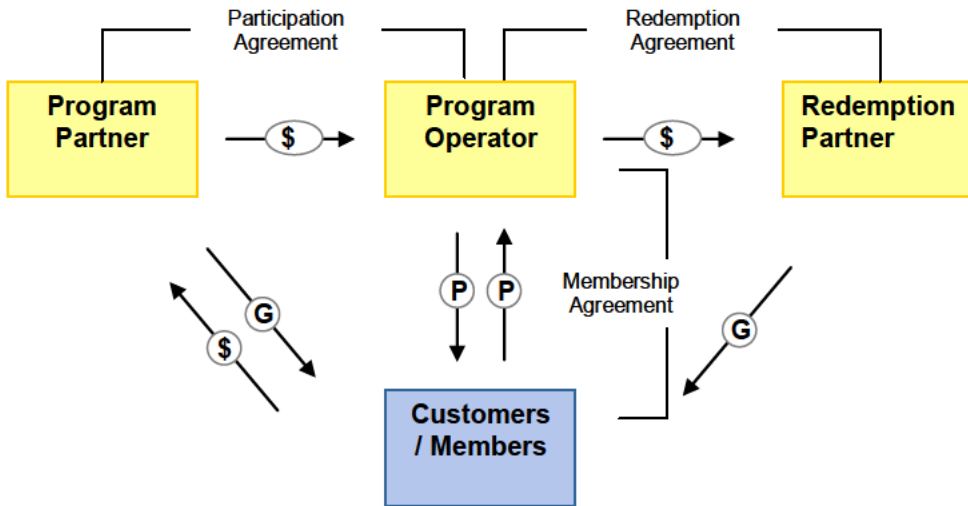 Participation
Agreement
Redemption
Agreement
Program
Partner
$
Program
Operator
$
Redemption
Partner
P
P
Membership
Agreement
G
$
G
Customers
/ Members